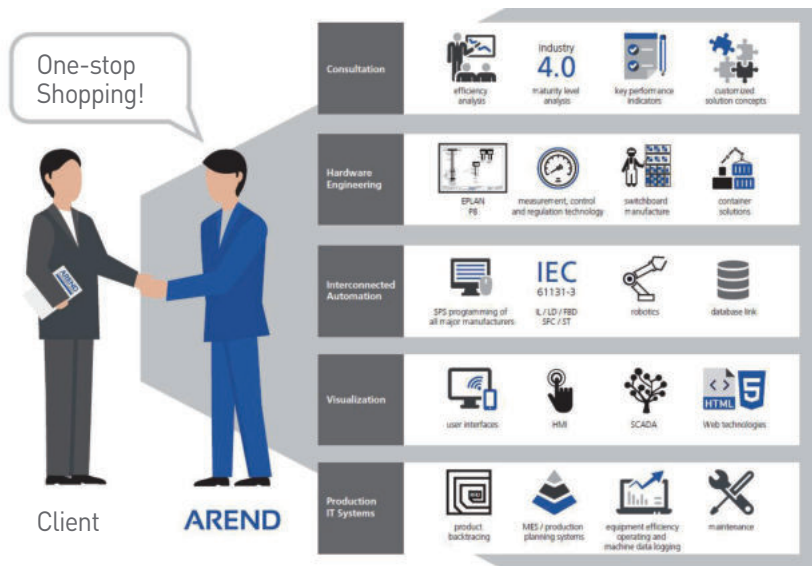 One-stop
Shopping!
AREND
Client
AREND
Consultation
efficiency
analysis
Industry
4.0
maturity level
analysis
key performance
indicators
customized
solution concepts
Hardware
Engineering
EPLAN
P8
measurement, control
and regulation technology
switchboard
manufacture
container
solutions
Interconnected
Automation
SPS programming of
all major manufacturers
IEC
61131-3
IL / LD / FBD
SFC / ST
robotics
database link
Visualization
user interfaces
HMI
SCADA
HTML
5
Web technologies
Production
IT Systems
product
backtracing
MES / production
planning systems
equipment efficiency
operating and
machine data logging
maintenance